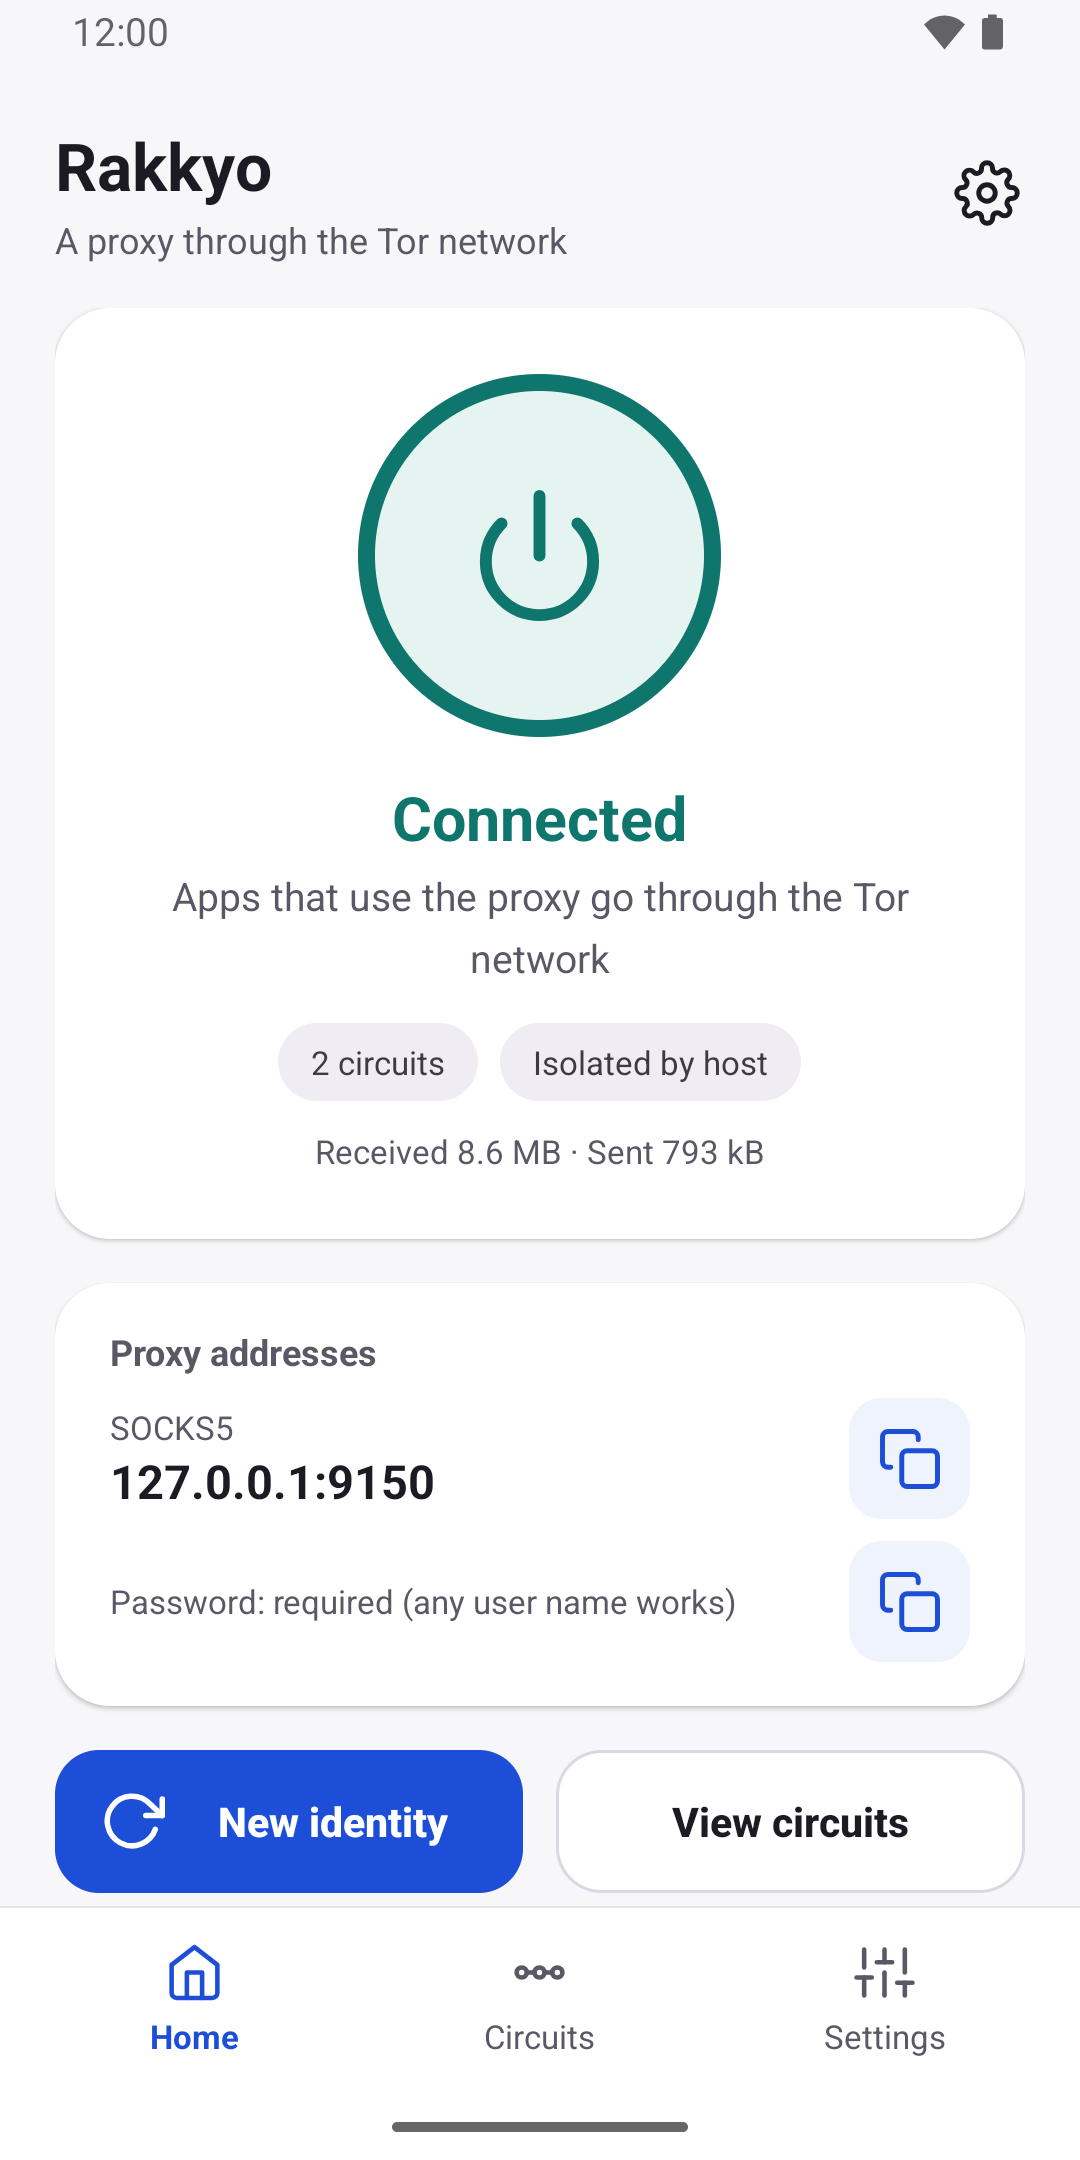 12:00
Rakkyo
A proxy through the Tor network
Connected
Apps that use the proxy go through the Tor
network
2 circuits
Isolated by host
Received 8.6 MB · Sent 793 kB
Proxy addresses
SOCKS5
127.0.0.1:9150
Password: required (any user name works)
New identity
View circuits
Home
Circuits
Settings